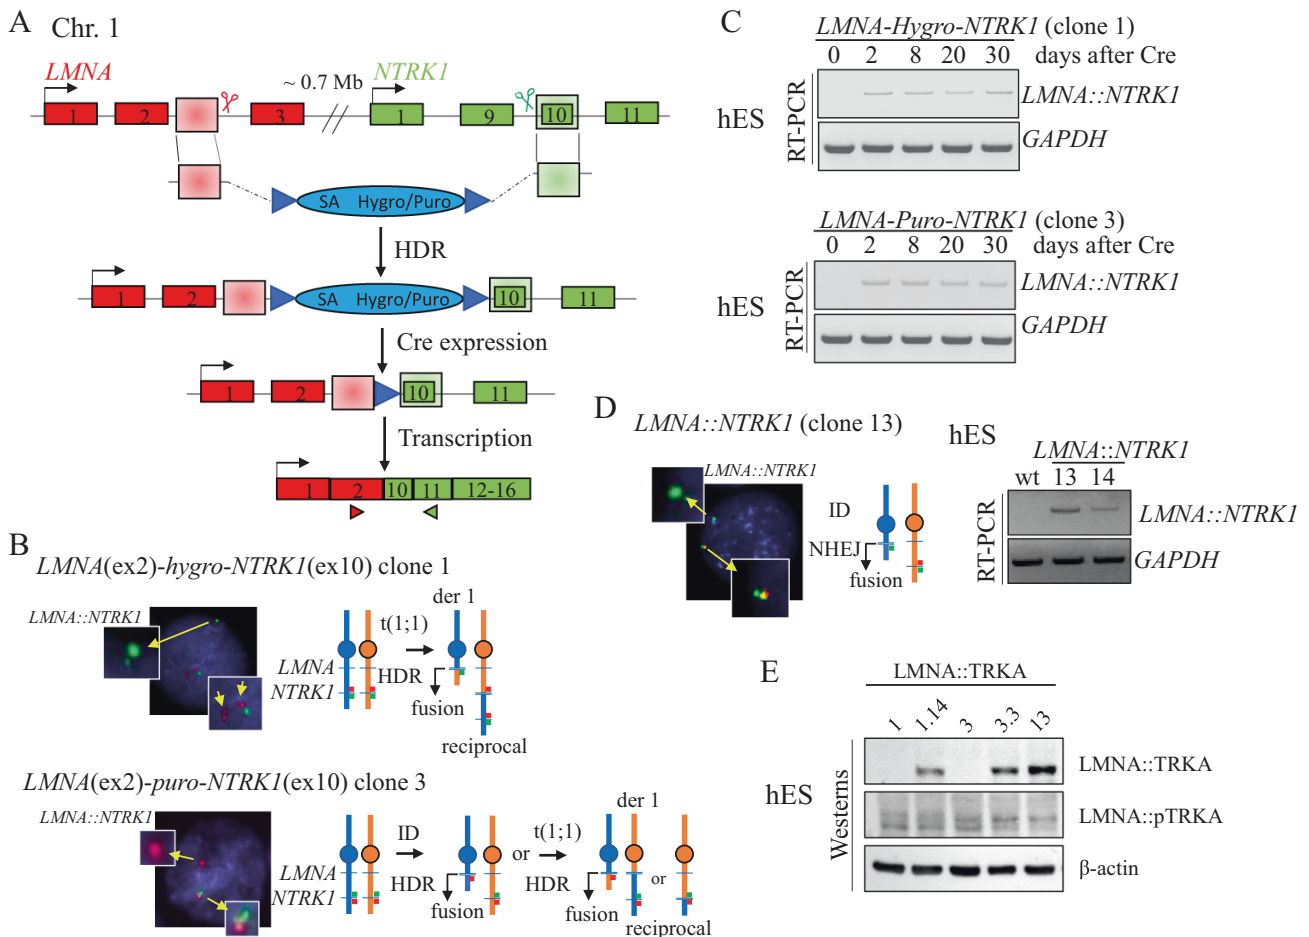 A
Chr. 1
LMNA
~ 0.7 Mb
NTRK1
1 2 3 1 9 10 11
SA Hygro/Puro
HDR
1 2 SA Hygro/Puro 10 11
Cre expression
1 2 10 11
Transcription
1 2 10 11 12-16
B
LMNA(ex2)-hygro-NTRK1(ex10) clone 1
LMNA::NTRK1
LMNA
NTRK1
t(1;1)
HDR
der 1
fusion
reciprocal
LMNA(ex2)-puro-NTRK1(ex10) clone 3
LMNA::NTRK1
LMNA
NTRK1
ID
HDR
fusion
or
t(1;1)
HDR
der 1
fusion
or
reciprocal
C
LMNA-Hygro-NTRK1 (clone 1)
0 2 8 20 30 days after Cre
hES
RT-PCR
LMNA::NTRK1
GAPDH
LMNA-Puro-NTRK1 (clone 3)
0 2 8 20 30 days after Cre
hES
RT-PCR
LMNA::NTRK1
GAPDH
D
LMNA::NTRK1 (clone 13)
LMNA::NTRK1
ID
NHEJ
fusion
hES
LMNA::NTRK1
wt 13 14
RT-PCR
LMNA::NTRK1
GAPDH
E
LMNA::TRKA
1 1.14 3 3.3 13
hES
Westerns
LMNA::TRKA
LMNA::pTRKA
β-actin